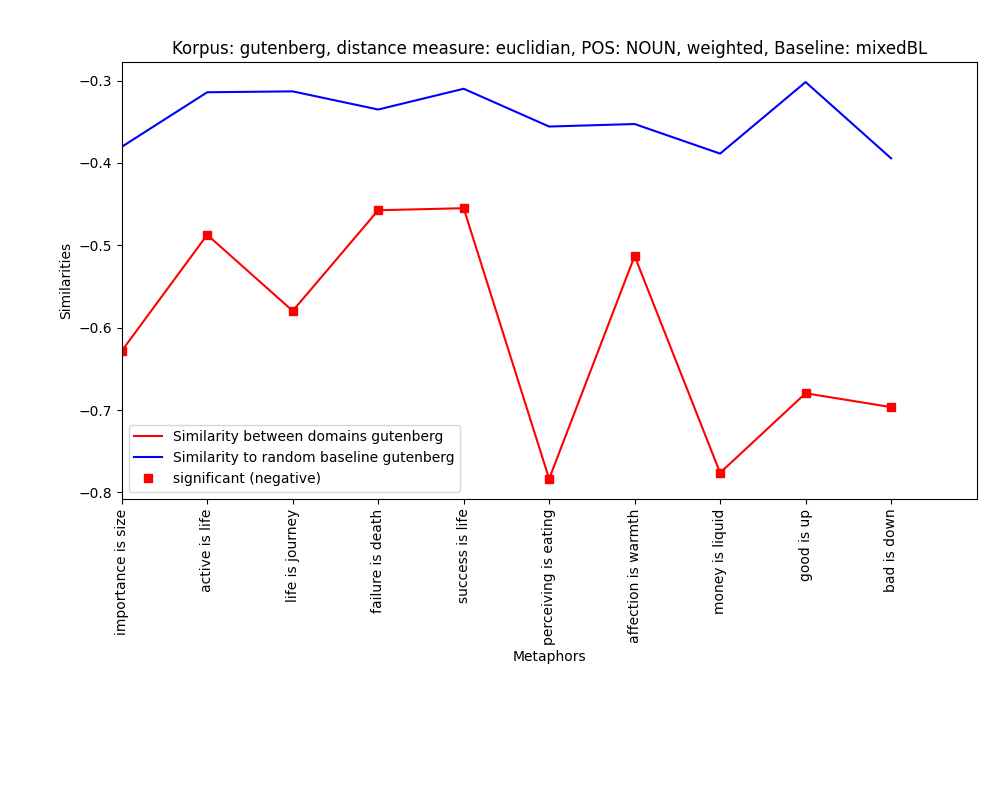 Korpus: gutenberg, distance measure: euclidian, POS: NOUN, weighted, Baseline: mixedBL
Similarities
−0.3
−0.4
−0.5
−0.6
−0.7
−0.8
Similarity between domains gutenberg
Similarity to random baseline gutenberg
significant (negative)
importance is size
active is life
life is journey
failure is death
success is life
perceiving is eating
affection is warmth
money is liquid
good is up
bad is down
Metaphors